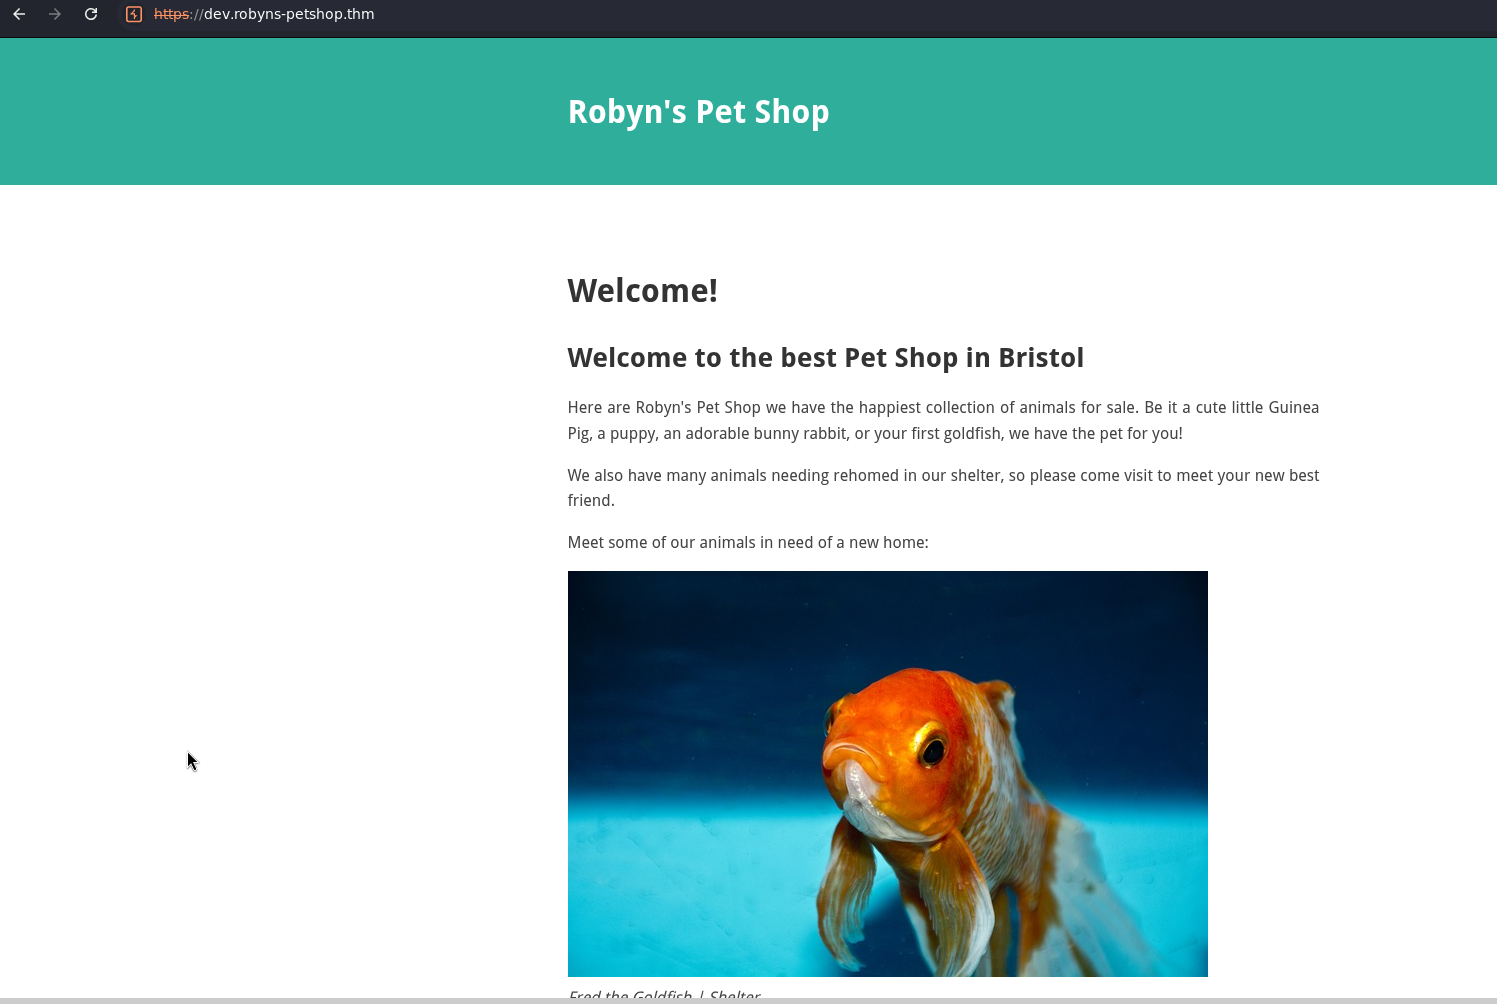 https://dev.robyns-petshop.thm
Robyn's Pet Shop
Welcome!
Welcome to the best Pet Shop in Bristol
Here are Robyn's Pet Shop we have the happiest collection of animals for sale. Be it a cute little Guinea
Pig, a puppy, an adorable bunny rabbit, or your first goldfish, we have the pet for you!
We also have many animals needing rehomed in our shelter, so please come visit to meet your new best
friend.
Meet some of our animals in need of a new home:
Fred the Goldfish | Shelter